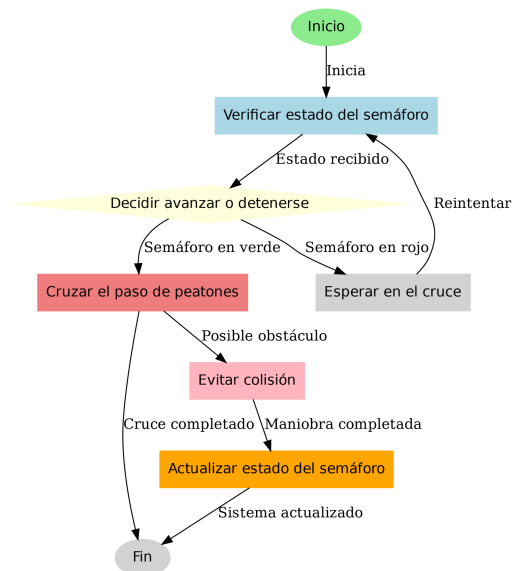 Inicio
Inicia
Verificar estado del semáforo
Estado recibido
Reintentar
Decidir avanzar o detenerse
Semáforo en verde
Semáforo en rojo
Cruzar el paso de peatones
Esperar en el cruce
Posible obstáculo
Evitar colisión
Cruce completado
Maniobra completada
Actualizar estado del semáforo
Sistema actualizado
Fin